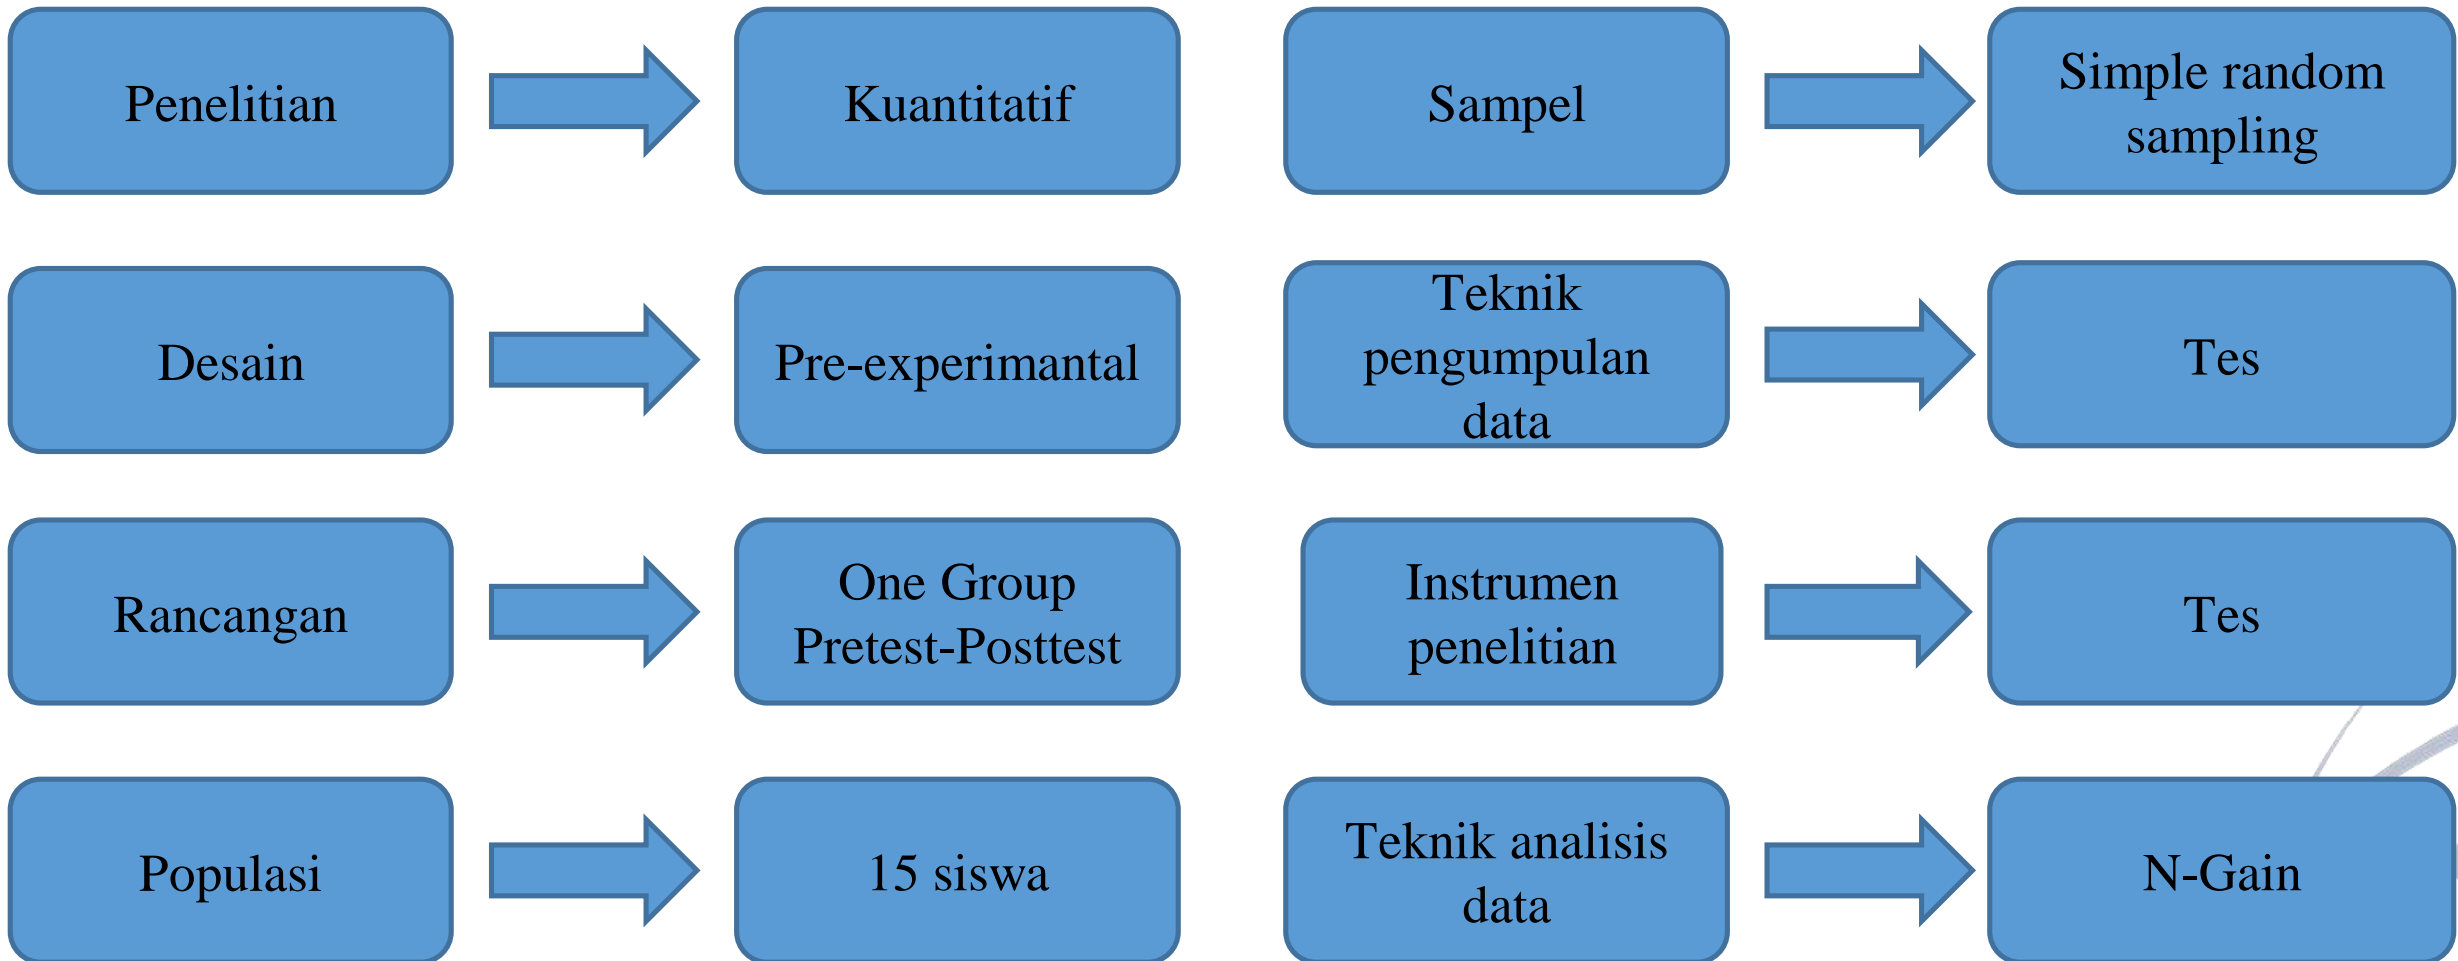 Penelitian
Kuantitatif
Sampel
Simple random
sampling
Desain
Pre-experimantal
Teknik
pengumpulan
data
Tes
Rancangan
One Group
Pretest-Posttest
Instrumen
penelitian
Tes
Populasi
15 siswa
Teknik analisis
data
N-Gain